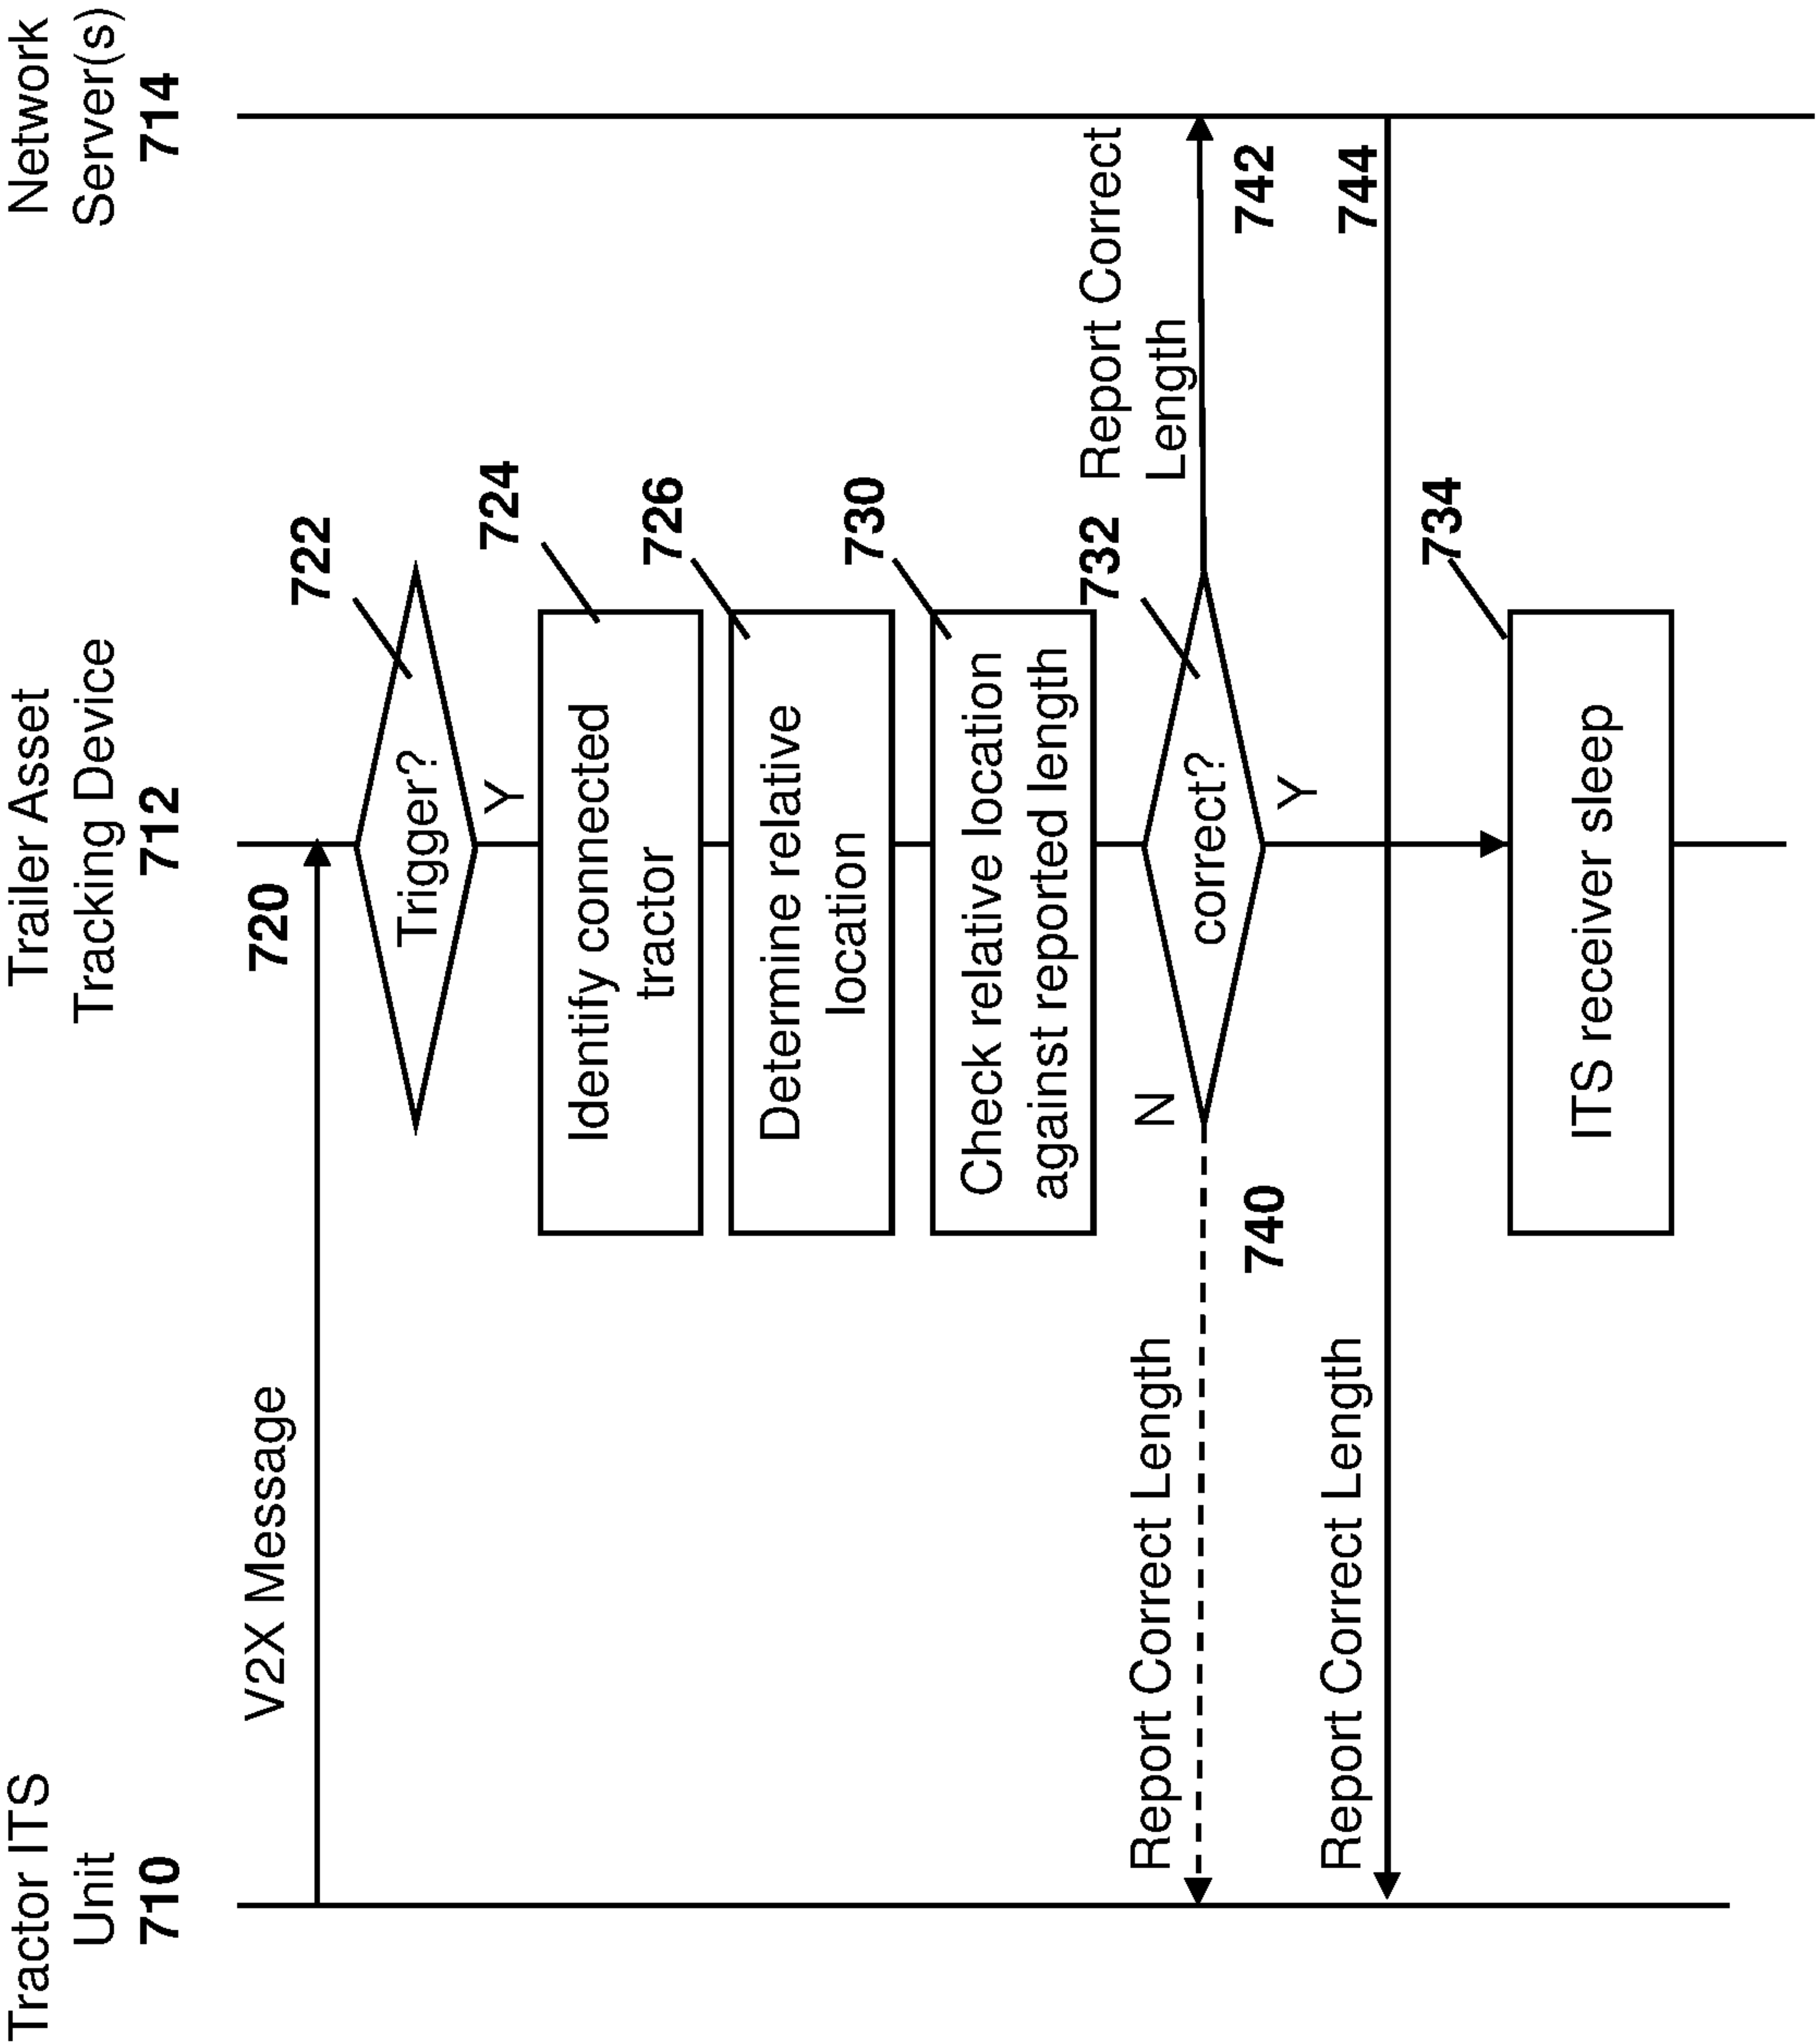 Tractor ITS
Unit
710
Trailer Asset
Tracking Device
712
Network
Server(s)
714
V2X Message
720
Trigger?
722
Y
Identify connected
tractor
724
Determine relative
location
726
Check relative location
against reported length
730
N
correct?
732
Y
Report Correct Length
740
Report Correct
Length
742
Report Correct Length
744
ITS receiver sleep
734